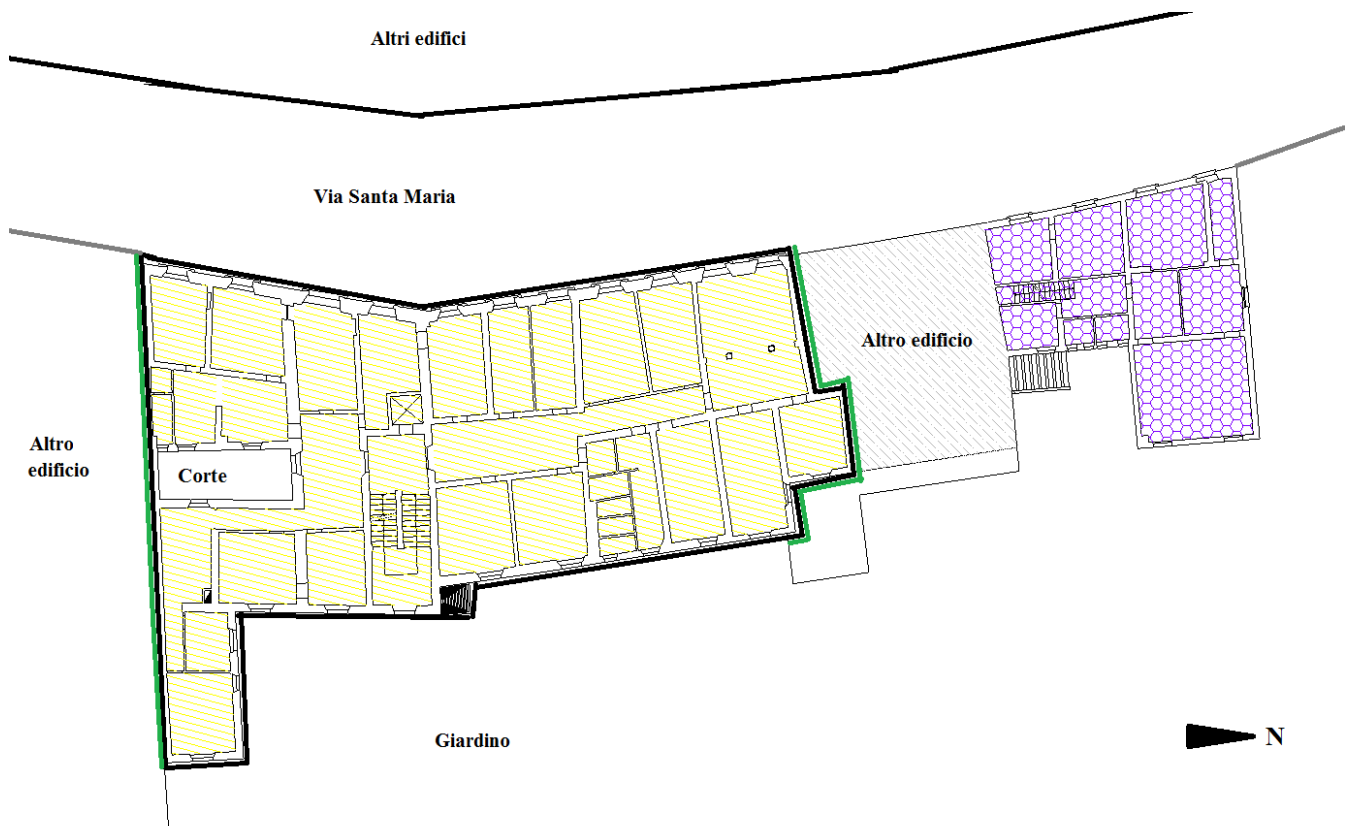 Altri edifici
Via Santa Maria
Altro edificio
Altro
edificio
Corte
Giardino
N